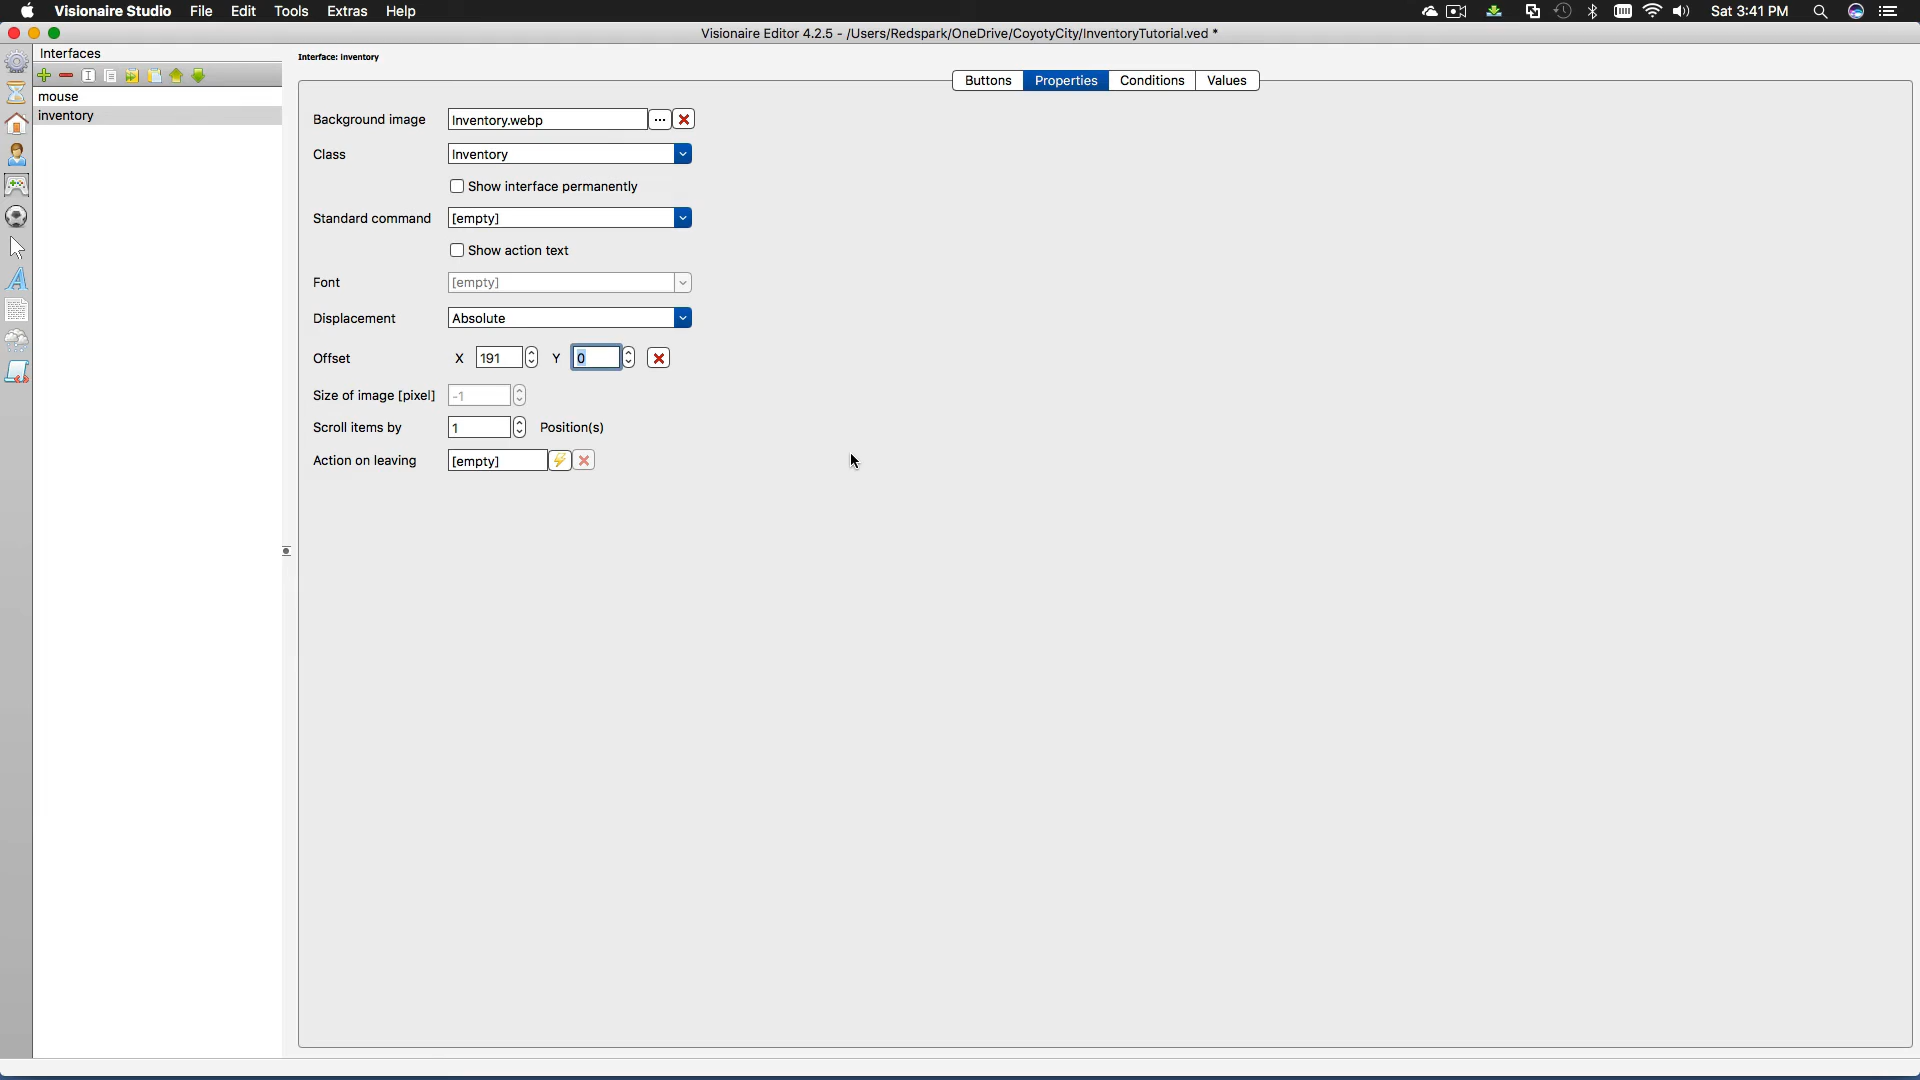 Visionaire Studio File Edit Tools Extras Help Sat 3:41 PM
Visionaire Editor 4.2.5 - /Users/Redspark/OneDrive/CoyotyCity/InventoryTutorial.ved *
Interfaces
mouse
inventory
Interface: Inventory
Buttons Properties Conditions Values
Background image Inventory.webp ...
Class Inventory
Show interface permanently
Standard command [empty]
Show action text
Font [empty]
Displacement Absolute
Offset X 191 Y 0
Size of image [pixel] -1
Scroll items by 1 Position(s)
Action on leaving [empty]